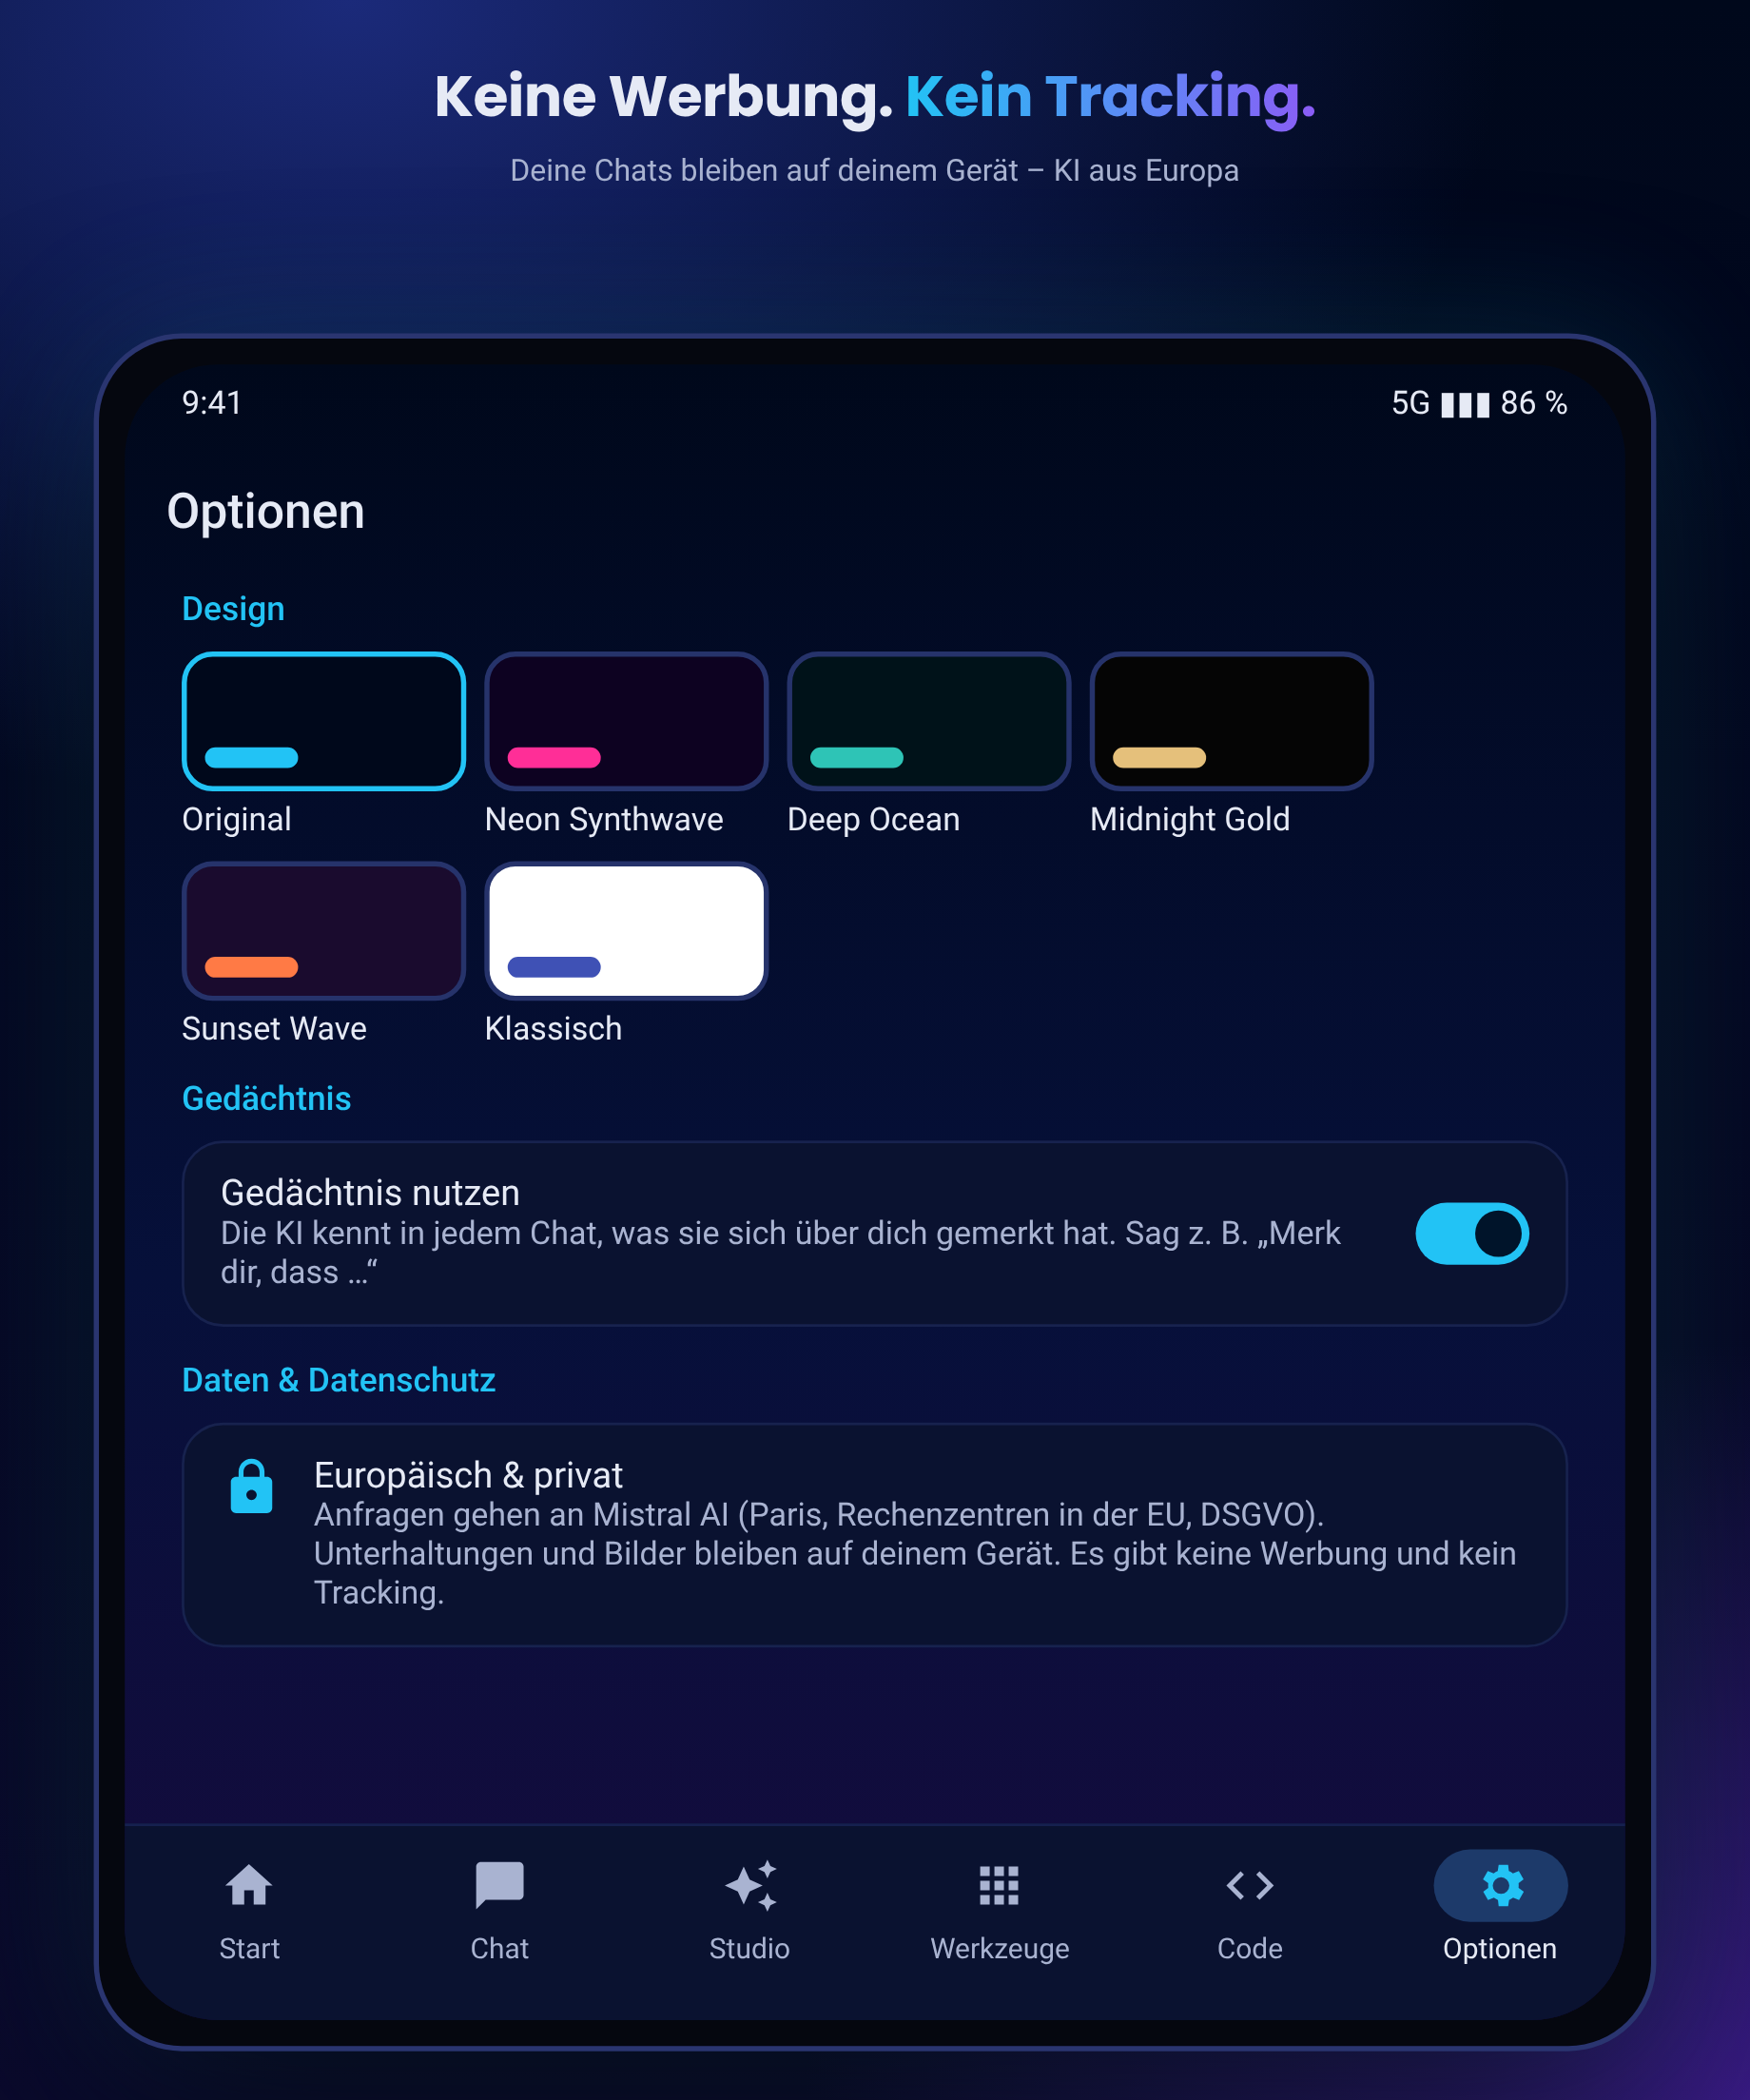 Keine Werbung. Kein Tracking.
Deine Chats bleiben auf deinem Gerät – KI aus Europa
9:41
5G ▮▮▮ 86 %
Optionen
Design
Original
Neon Synthwave
Deep Ocean
Midnight Gold
Sunset Wave
Klassisch
Gedächtnis
Gedächtnis nutzen
Die KI kennt in jedem Chat, was sie sich über dich gemerkt hat. Sag z. B. „Merk
dir, dass …“
Daten & Datenschutz
Europäisch & privat
Anfragen gehen an Mistral AI (Paris, Rechenzentren in der EU, DSGVO).
Unterhaltungen und Bilder bleiben auf deinem Gerät. Es gibt keine Werbung und kein
Tracking.
Start
Chat
Studio
Werkzeuge
Code
Optionen